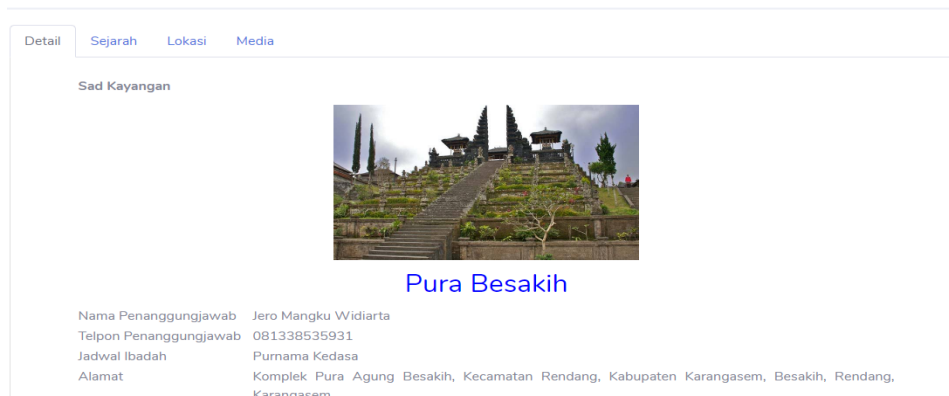 Detail Sejarah Lokasi Media
Sad Kayangan
Pura Besakih
Nama Penanggungjawab Jero Mangku Widiarta
Telpon Penanggungjawab 081338535931
Jadwal Ibadah Purnama Kedasa
Alamat Komplek Pura Agung Besakih, Kecamatan Rendang, Kabupaten Karangasem, Besakih, Rendang,
Karangasem